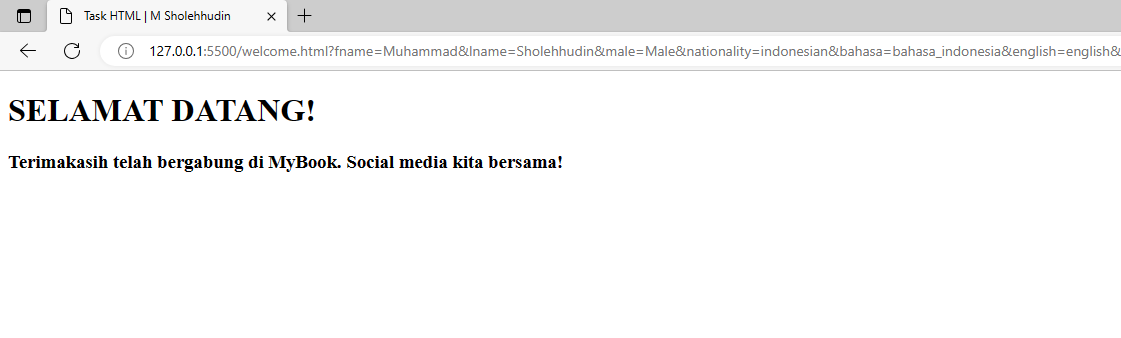 Task HTML | M Sholehhudin
127.0.0.1:5500/welcome.html?fname=Muhammad&lname=Sholehhudin&male=Male&nationality=indonesian&bahasa=bahasa_indonesia&english=english&
SELAMAT DATANG!
Terimakasih telah bergabung di MyBook. Social media kita bersama!